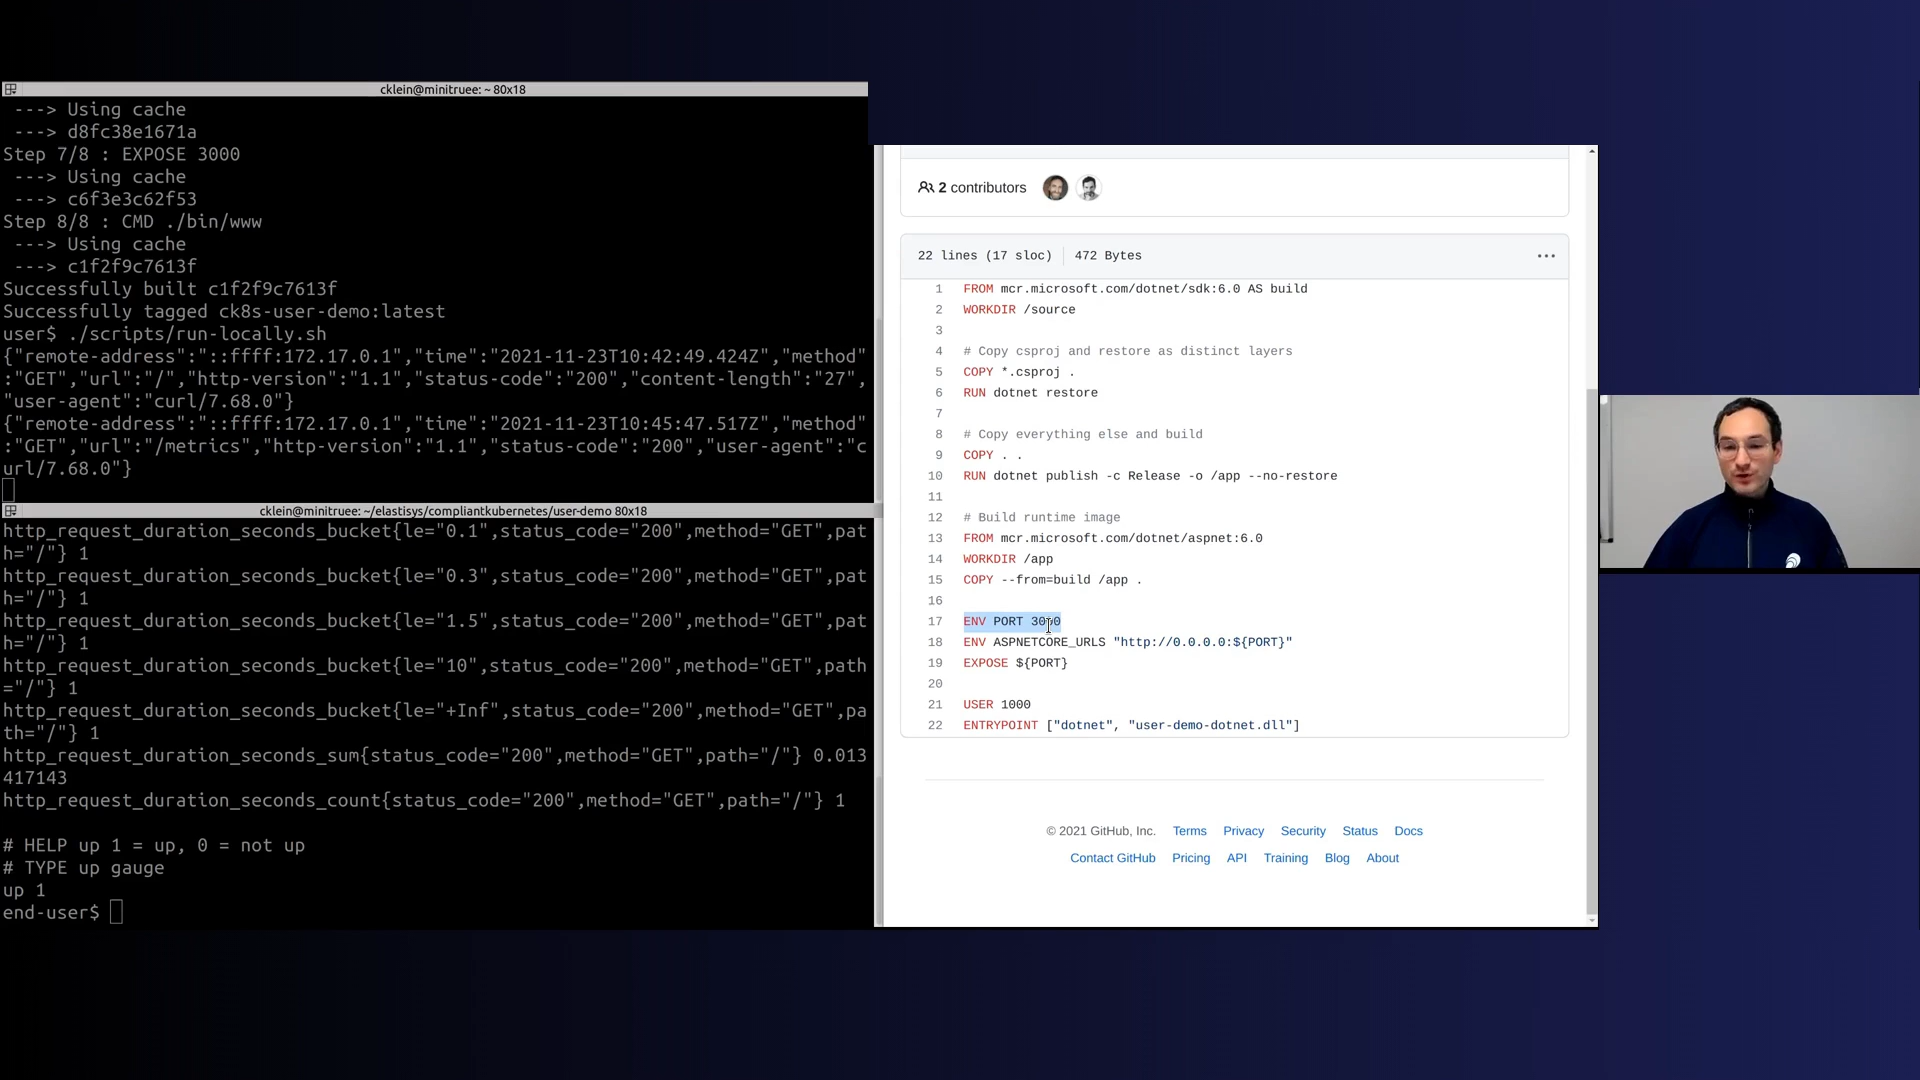 cklein@minitruee: ~ 80x18
---> Using cache
---> d8fc38e1671a
Step 7/8 : EXPOSE 3000
---> Using cache
---> c6f3e3c62f53
Step 8/8 : CMD ./bin/www
---> Using cache
---> c1f2f9c7613f
Successfully built c1f2f9c7613f
Successfully tagged ck8s-user-demo:latest
user$ ./scripts/run-locally.sh
{"remote-address":"::ffff:172.17.0.1","time":"2021-11-23T10:42:49.424Z","method"
:"GET","url":"/","http-version":"1.1","status-code":"200","content-length":"27",
"user-agent":"curl/7.68.0"}
{"remote-address":"::ffff:172.17.0.1","time":"2021-11-23T10:45:47.517Z","method"
:"GET","url":"/metrics","http-version":"1.1","status-code":"200","user-agent":"c
url/7.68.0"}
cklein@minitruee: ~/elastisys/compliantkubernetes/user-demo 80x18
http_request_duration_seconds_bucket{le="0.1",status_code="200",method="GET",pat
h="/"} 1
http_request_duration_seconds_bucket{le="0.3",status_code="200",method="GET",pat
h="/"} 1
http_request_duration_seconds_bucket{le="1.5",status_code="200",method="GET",pat
h="/"} 1
http_request_duration_seconds_bucket{le="10",status_code="200",method="GET",path
="/"} 1
http_request_duration_seconds_bucket{le="+Inf",status_code="200",method="GET",pa
th="/"} 1
http_request_duration_seconds_sum{status_code="200",method="GET",path="/"} 0.013
417143
http_request_duration_seconds_count{status_code="200",method="GET",path="/"} 1
# HELP up 1 = up, 0 = not up
# TYPE up gauge
up 1
end-user$
2 contributors
22 lines (17 sloc) 472 Bytes
1 FROM mcr.microsoft.com/dotnet/sdk:6.0 AS build
2 WORKDIR /source
3
4 # Copy csproj and restore as distinct layers
5 COPY *.csproj .
6 RUN dotnet restore
7
8 # Copy everything else and build
9 COPY . .
10 RUN dotnet publish -c Release -o /app --no-restore
11
12 # Build runtime image
13 FROM mcr.microsoft.com/dotnet/aspnet:6.0
14 WORKDIR /app
15 COPY --from=build /app .
16
17 ENV PORT 3000
18 ENV ASPNETCORE_URLS "http://0.0.0.0:${PORT}"
19 EXPOSE ${PORT}
20
21 USER 1000
22 ENTRYPOINT ["dotnet", "user-demo-dotnet.dll"]
© 2021 GitHub, Inc. Terms Privacy Security Status Docs
Contact GitHub Pricing API Training Blog About